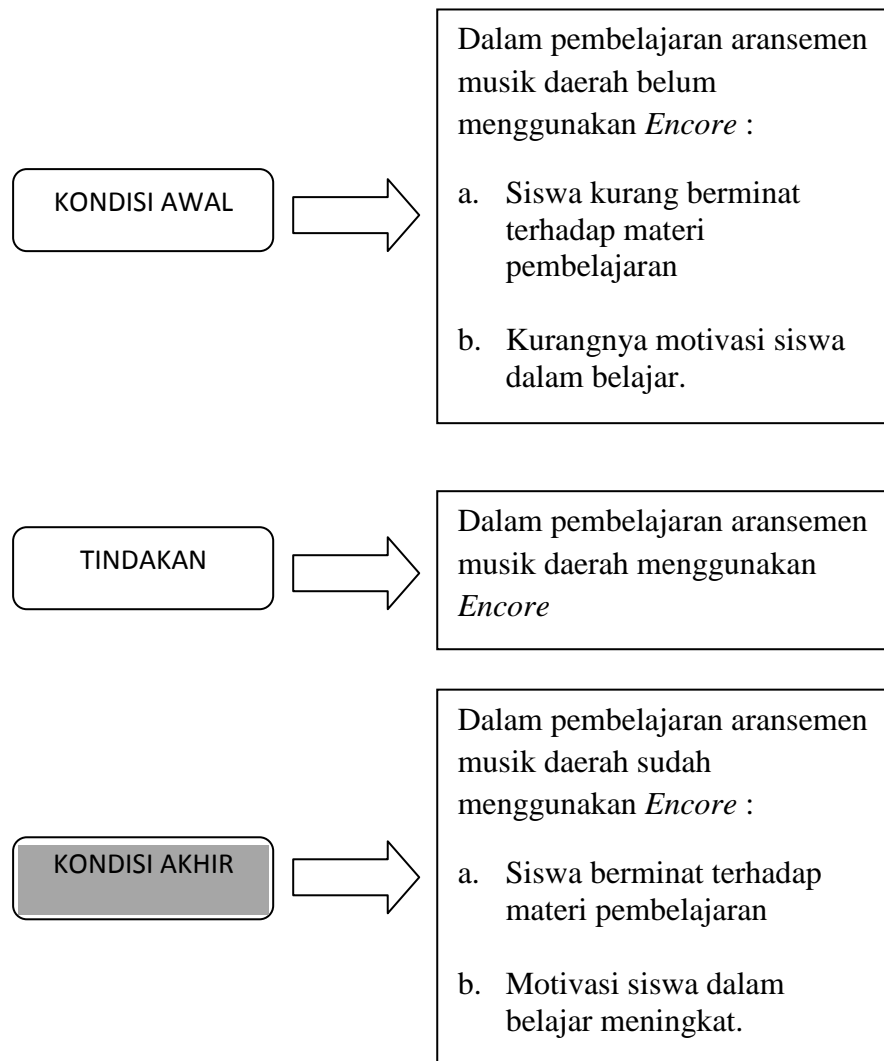 KONDISI AWAL
Dalam pembelajaran aransemen
musik daerah belum
menggunakan Encore :
a. Siswa kurang berminat
terhadap materi
pembelajaran
b. Kurangnya motivasi siswa
dalam belajar.
TINDAKAN
Dalam pembelajaran aransemen
musik daerah menggunakan
Encore
KONDISI AKHIR
Dalam pembelajaran aransemen
musik daerah sudah
menggunakan Encore :
a. Siswa berminat terhadap
materi pembelajaran
b. Motivasi siswa dalam
belajar meningkat.